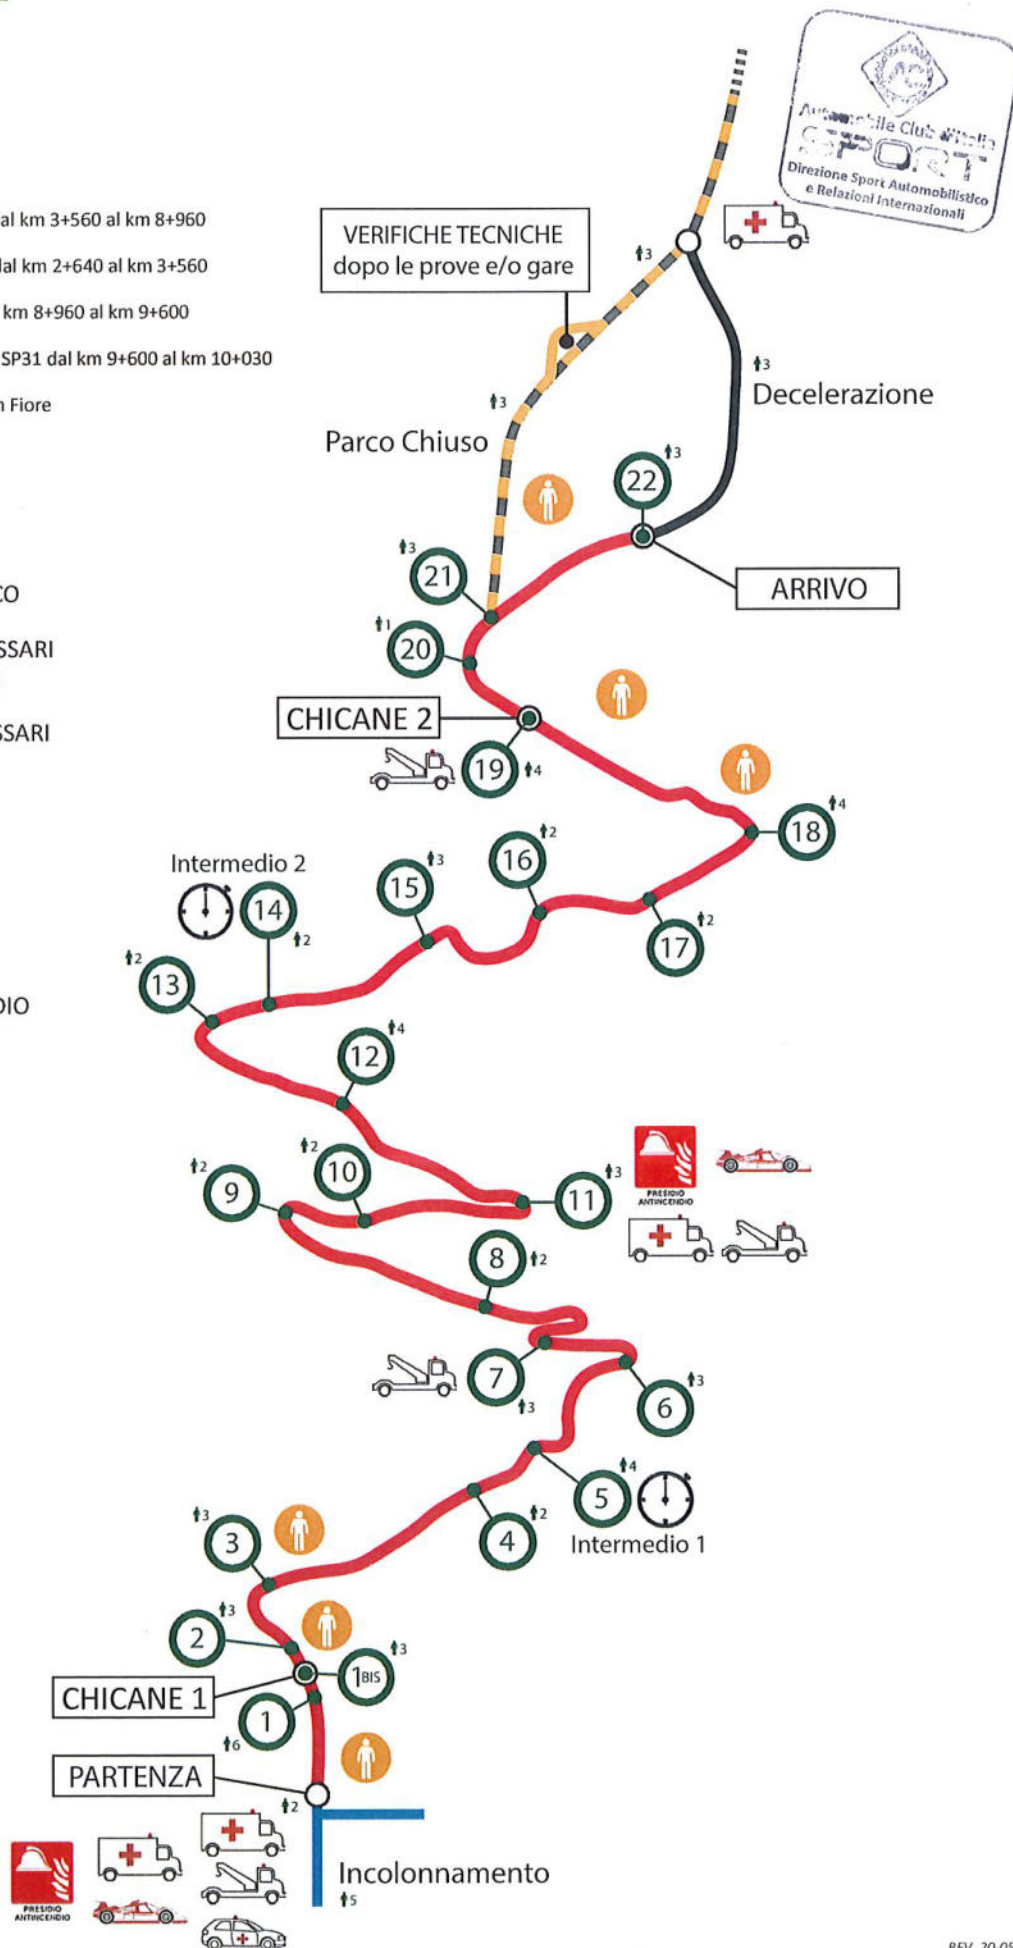 Automobile Club d'Italia
SPORT
Direzione Sport Automobilistico
e Relazioni Internazionali
al km 3+560 al km 8+960
dal km 2+640 al km 3+560
km 8+960 al km 9+600
SP31 dal km 9+600 al km 10+030
Fiore
VERIFICHE TECNICHE
dopo le prove e/o gare
3
3
Decelerazione
3
Parco Chiuso
3
22
3
21
ARRIVO
CO
1
20
SSARI
CHICANE 2
SSARI
19
4
18
4
Intermedio 2
14
2
15
3
16
2
17
2
2
13
DIO
12
4
2
10
2
9
11
3
PRESIDIO
ANTINCENDIO
8
2
7
3
6
3
5
4
Intermedio 1
4
2
3
3
3
2
1BIS
3
CHICANE 1
1
6
PARTENZA
2
Incolonnamento
5
PRESIDIO
ANTINCENDIO